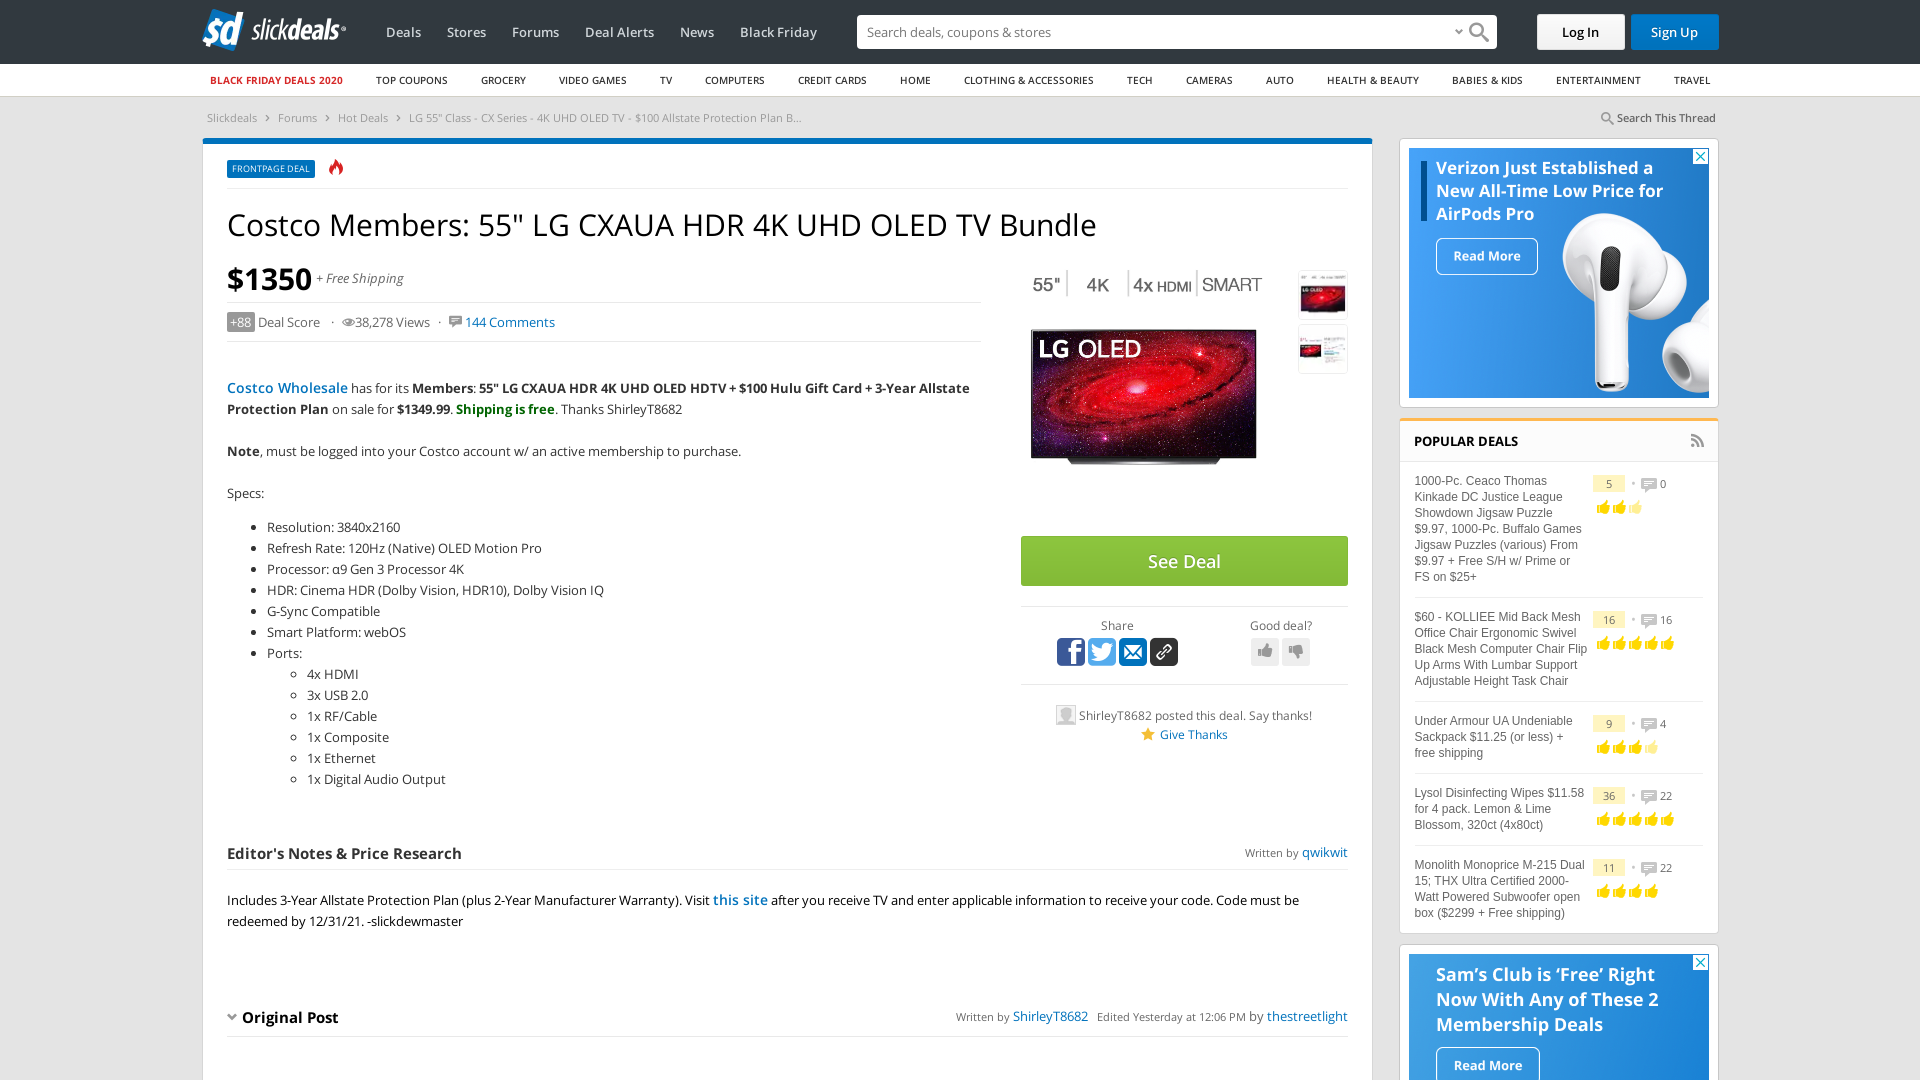 slickdeals
Deals
Stores
Forums
Deal Alerts
News
Black Friday
Search deals, coupons & shops
Log In
Sign Up
BLACK FRIDAY DEALS 2020
TOP COUPONS
GROCERY
VIDEO GAMES
TV
COMPUTERS
CREDIT CARDS
HOME
CLOTHING & ACCESSORIES
TECH
CAMERAS
AUTO
HEALTH & BEAUTY
BABIES & KIDS
ENTERTAINMENT
TRAVEL
Slickdeals › Forums › Hot Deals › LG 55" Class - CX Series - 4K UHD OLED TV - $100 Allstate Protection Plan B...
Search This Thread
FRONTPAGE DEAL
Costco Members: 55" LG CXAUA HDR 4K UHD OLED TV Bundle
$1350 + Free Shipping
+88 Deal Score · 38,278 Views · 144 Comments
Costco Wholesale has for its Members: 55" LG CXAUA HDR 4K UHD OLED HDTV + $100 Hulu Gift Card + 3-Year Allstate
Protection Plan on sale for $1349.99. Shipping is free. Thanks ShirleyT8682
Note, must be logged into your Costco account w/ an active membership to purchase.
Specs:
Resolution: 3840x2160
Refresh Rate: 120Hz (Native) OLED Motion Pro
Processor: α9 Gen 3 Processor 4K
HDR: Cinema HDR (Dolby Vision, HDR10), Dolby Vision IQ
G-Sync Compatible
Smart Platform: webOS
Ports:
4x HDMI
3x USB 2.0
1x RF/Cable
1x Composite
1x Ethernet
1x Digital Audio Output
55" 4K 4x HDMI SMART
LG OLED
See Deal
Share
Good deal?
ShirleyT8682 posted this deal. Say thanks!
Give Thanks
Editor's Notes & Price Research
Written by qwikwit
Includes 3-Year Allstate Protection Plan (plus 2-Year Manufacturer Warranty). Visit this site after you receive TV and enter applicable information to receive your code. Code must be
redeemed by 12/31/21. -slickdewmaster
Original Post
Written by ShirleyT8682 Edited Yesterday at 12:06 PM by thestreetlight
Verizon Just Established a
New All-Time Low Price for
AirPods Pro
Read More
POPULAR DEALS
1000-Pc. Ceaco Thomas
Kinkade DC Justice League
Showdown Jigsaw Puzzle
$9.97, 1000-Pc. Buffalo Games
Jigsaw Puzzles (various) From
$9.97 + Free S/H w/ Prime or
FS on $25+
5 • 0
$60 - KOLLIEE Mid Back Mesh
Office Chair Ergonomic Swivel
Black Mesh Computer Chair Flip
Up Arms With Lumbar Support
Adjustable Height Task Chair
16 • 16
Under Armour UA Undeniable
Sackpack $11.25 (or less) +
free shipping
9 • 4
Lysol Disinfecting Wipes $11.58
for 4 pack. Lemon & Lime
Blossom, 320ct (4x80ct)
36 • 22
Monolith Monoprice M-215 Dual
15; THX Ultra Certified 2000-
Watt Powered Subwoofer open
box ($2299 + Free shipping)
11 • 22
Sam's Club is ‘Free’ Right
Now With Any of These 2
Membership Deals
Read More